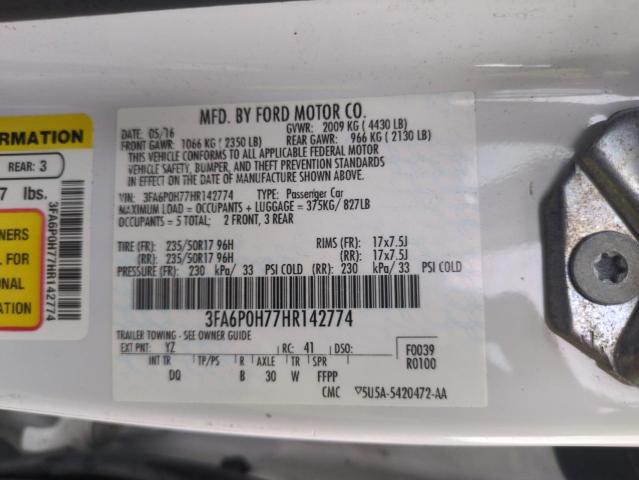 MFD. BY FORD MOTOR CO.
DATE: 05/16 GVWR: 2009 KG ( 4430 LB)
FRONT GAWR: 1066 KG ( 2350 LB) REAR GAWR: 966 KG ( 2130 LB)
THIS VEHICLE CONFORMS TO ALL APPLICABLE FEDERAL MOTOR
VEHICLE SAFETY, BUMPER, AND THEFT PREVENTION STANDARDS
IN EFFECT ON THE DATE OF MANUFACTURE SHOWN ABOVE.
VIN: 3FA6P0H77HR142774 TYPE: Passenger Car
MAXIMUM LOAD = OCCUPANTS + LUGGAGE = 375KG/ 827LB
OCCUPANTS = 5 TOTAL; 2 FRONT, 3 REAR
TIRE (FR): 235/50R17 96H RIMS (FR): 17x7.5J
(RR): 235/50R17 96H (RR): 17x7.5J
PRESSURE (FR): 230 kPa/ 33 PSI COLD (RR): 230 kPa/ 33 PSI COLD
3FA6P0H77HR142774
TRAILER TOWING - SEE OWNER GUIDE
EXT PNT: YZ RC: 41 DSO: F0039
INT TR TP/PS R AXLE TR SPR R0100
DQ B 30 W FFPP
CMC ▽5U5A-5420472-AA
ORMATION
REAR: 3
7 lbs.
NERS
L FOR
ONAL
ION
3FA6P0H77HR142774